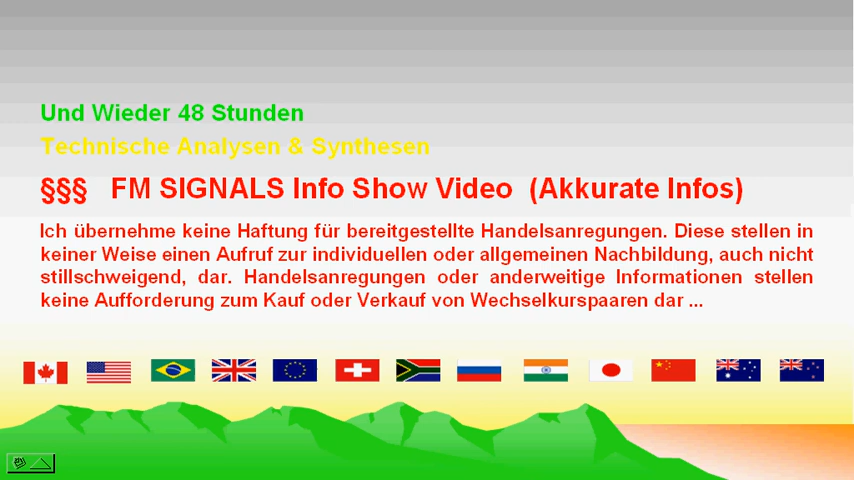 Und Wieder 48 Stunden
Technische Analysen & Synthesen
§§§ FM SIGNALS Info Show Video (Akkurate Infos)
Ich übernehme keine Haftung für bereitgestellte Handelsanregungen. Diese stellen in
keiner Weise einen Aufruf zur individuellen oder allgemeinen Nachbildung, auch nicht
stillschweigend, dar. Handelsanregungen oder anderweitige Informationen stellen
keine Aufforderung zum Kauf oder Verkauf von Wechselkurspaaren dar ...